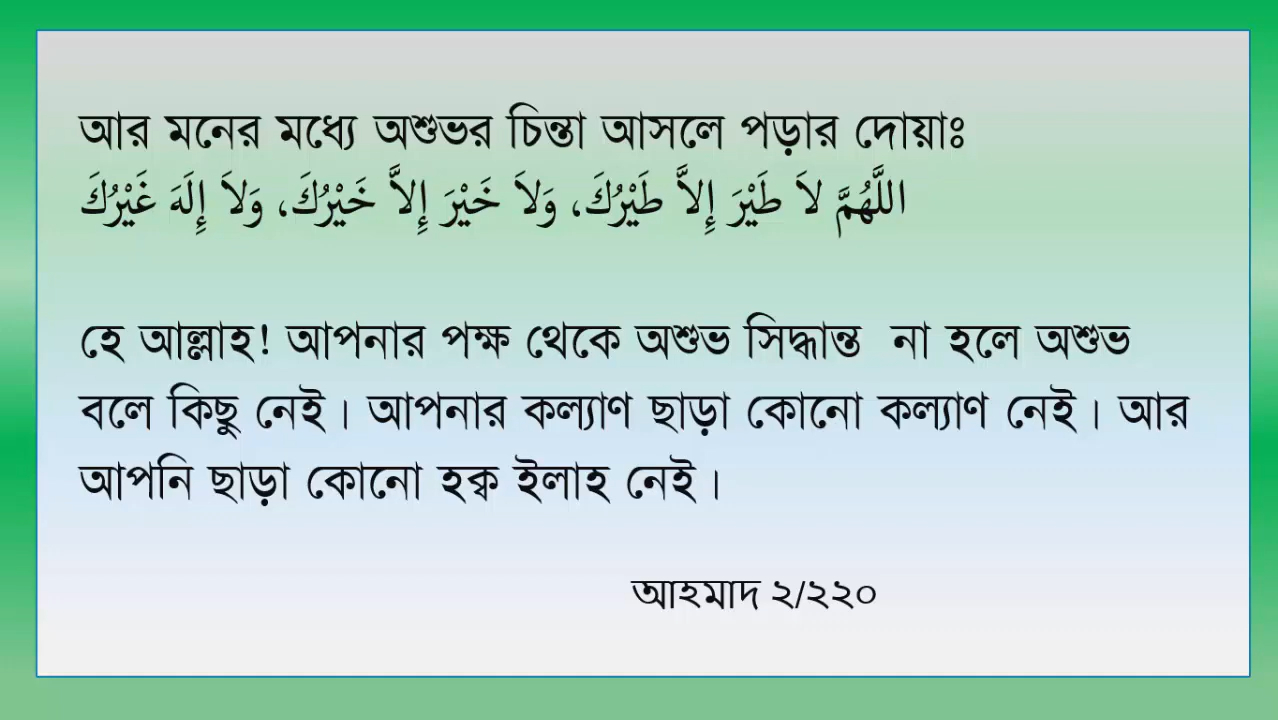 আর মনের মধ্যে অশুভর চিন্তা আসলে পড়ার দোয়াঃ
اللَّهُمَّ لاَ طَيْرَ إِلاَّ طَيْرُكَ، وَلاَ خَيْرَ إِلاَّ خَيْرُكَ، وَلاَ إِلَهَ غَيْرُكَ
হে আল্লাহ! আপনার পক্ষ থেকে অশুভ সিদ্ধান্ত না হলে অশুভ
বলে কিছু নেই। আপনার কল্যাণ ছাড়া কোনো কল্যাণ নেই। আর
আপনি ছাড়া কোনো হক্ব ইলাহ নেই।
আহমাদ ২/২২০